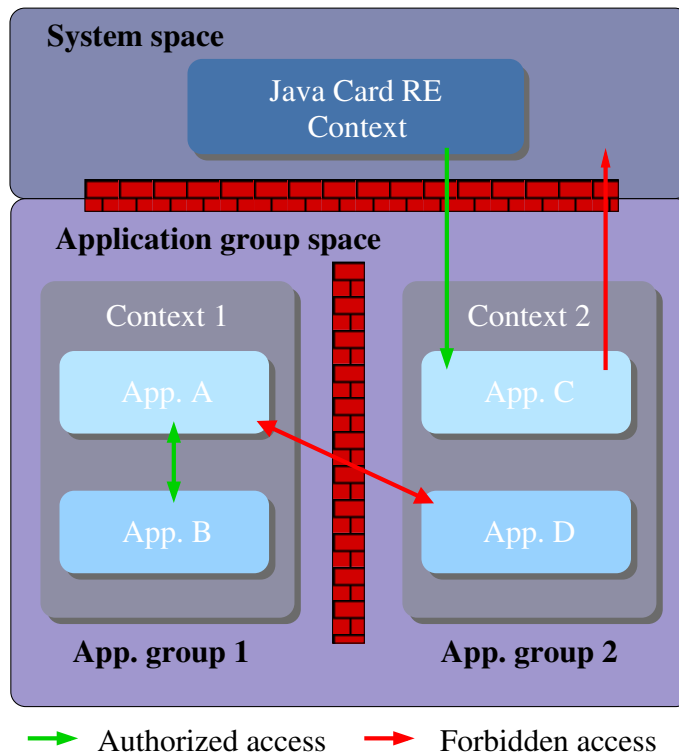 System space
Java Card RE
Context
Application group space
Context 1
Context 2
App. A
App. C
App. B
App. D
App. group 1
App. group 2
Authorized access
Forbidden access